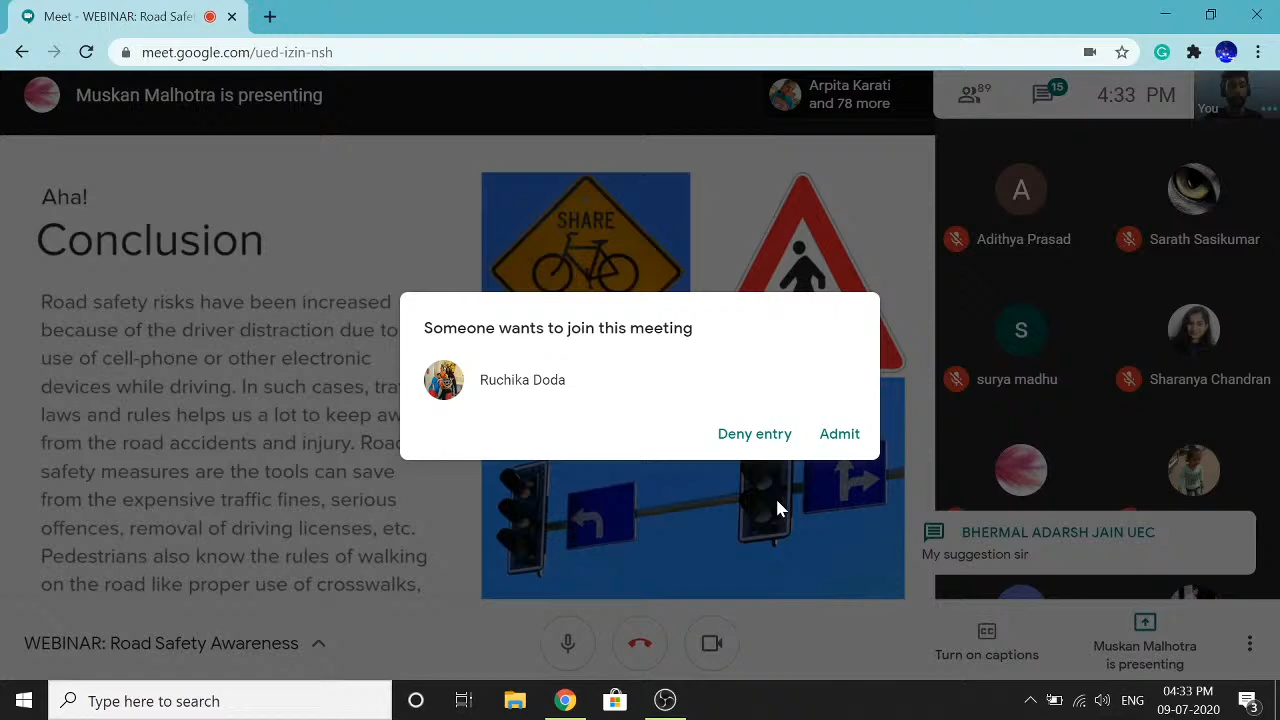 Meet - WEBINAR: Road Safe
meet.google.com/ued-izin-nsh
Muskan Malhotra is presenting
Arpita Karati
and 78 more
89
15
4:33 PM
You
Aha!
Conclusion
Road safety risks have been increased
because of the driver distraction due to
use of cell-phone or other electronic
devices while driving. In such cases, tra
laws and rules helps us a lot to keep aw
from the road accidents and injury. Roa
safety measures are the tools can save
from the expensive traffic fines, serious
offences, removal of driving licenses, etc.
Pedestrians also know the rules of walking
on the road like proper use of crosswalks,
SHARE
Someone wants to join this meeting
Ruchika Doda
Deny entry
Admit
A
Adithya Prasad
Sarath Sasikumar
S
surya madhu
Sharanya Chandran
BHERMAL ADARSH JAIN UEC
My suggestion sir
WEBINAR: Road Safety Awareness
CC
Turn on captions
Muskan Malhotra
is presenting
Type here to search
ENG
04:33 PM
09-07-2020
3